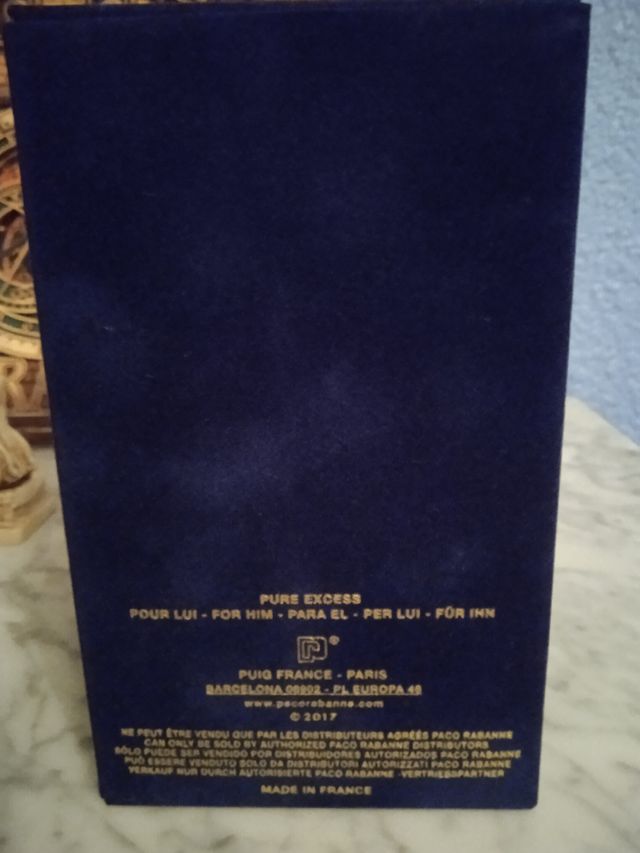 PURE EXCESS
POUR LUI - FOR HIM - PARA EL - PER LUI - FÜR IHN
®
PUIG FRANCE - PARIS
BARCELONA 08902 - PL EUROPA 46
www.pacorabanne.com
© 2017
NE PEUT ÊTRE VENDU QUE PAR LES DISTRIBUTEURS AGRÉÉS PACO RABANNE
CAN ONLY BE SOLD BY AUTHORIZED PACO RABANNE DISTRIBUTORS
SÓLO PUEDE SER VENDIDO POR DISTRIBUIDORES AUTORIZADOS PACO RABANNE
PUÒ ESSERE VENDUTO SOLO DA DISTRIBUTORI AUTORIZZATI PACO RABANNE
VERKAUF NUR DURCH AUTORISIERTE PACO RABANNE -VERTRIEBSPARTNER
MADE IN FRANCE